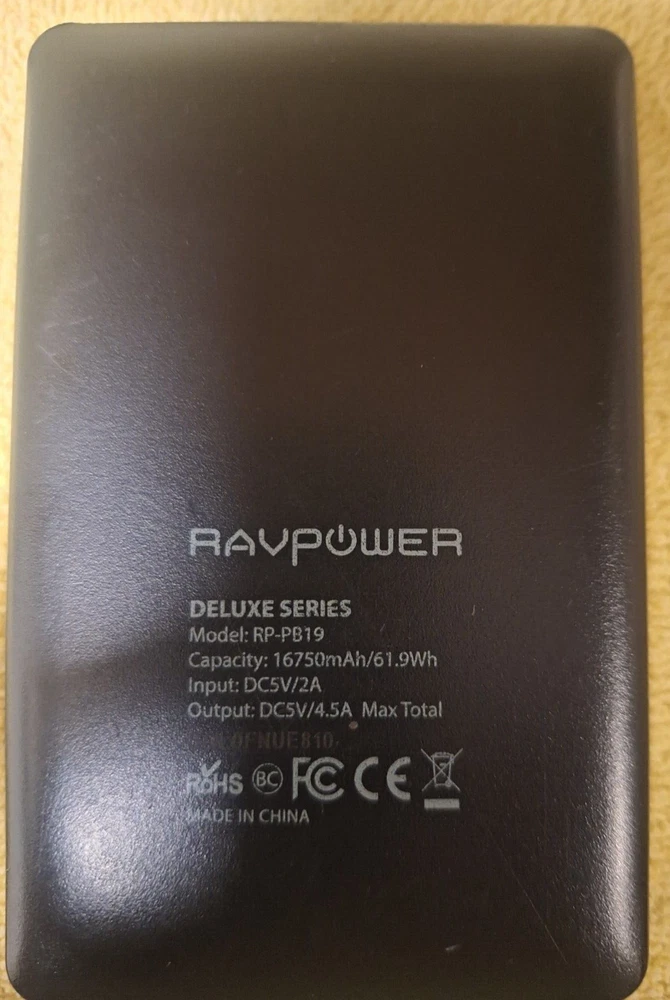 RAVPOWER
DELUXE SERIES
Model: RP-PB19
Capacity: 16750mAh/61.9Wh
Input: DC5V/2A
Output: DC5V/4.5A Max Total
RoHS BC FC CE
MADE IN CHINA